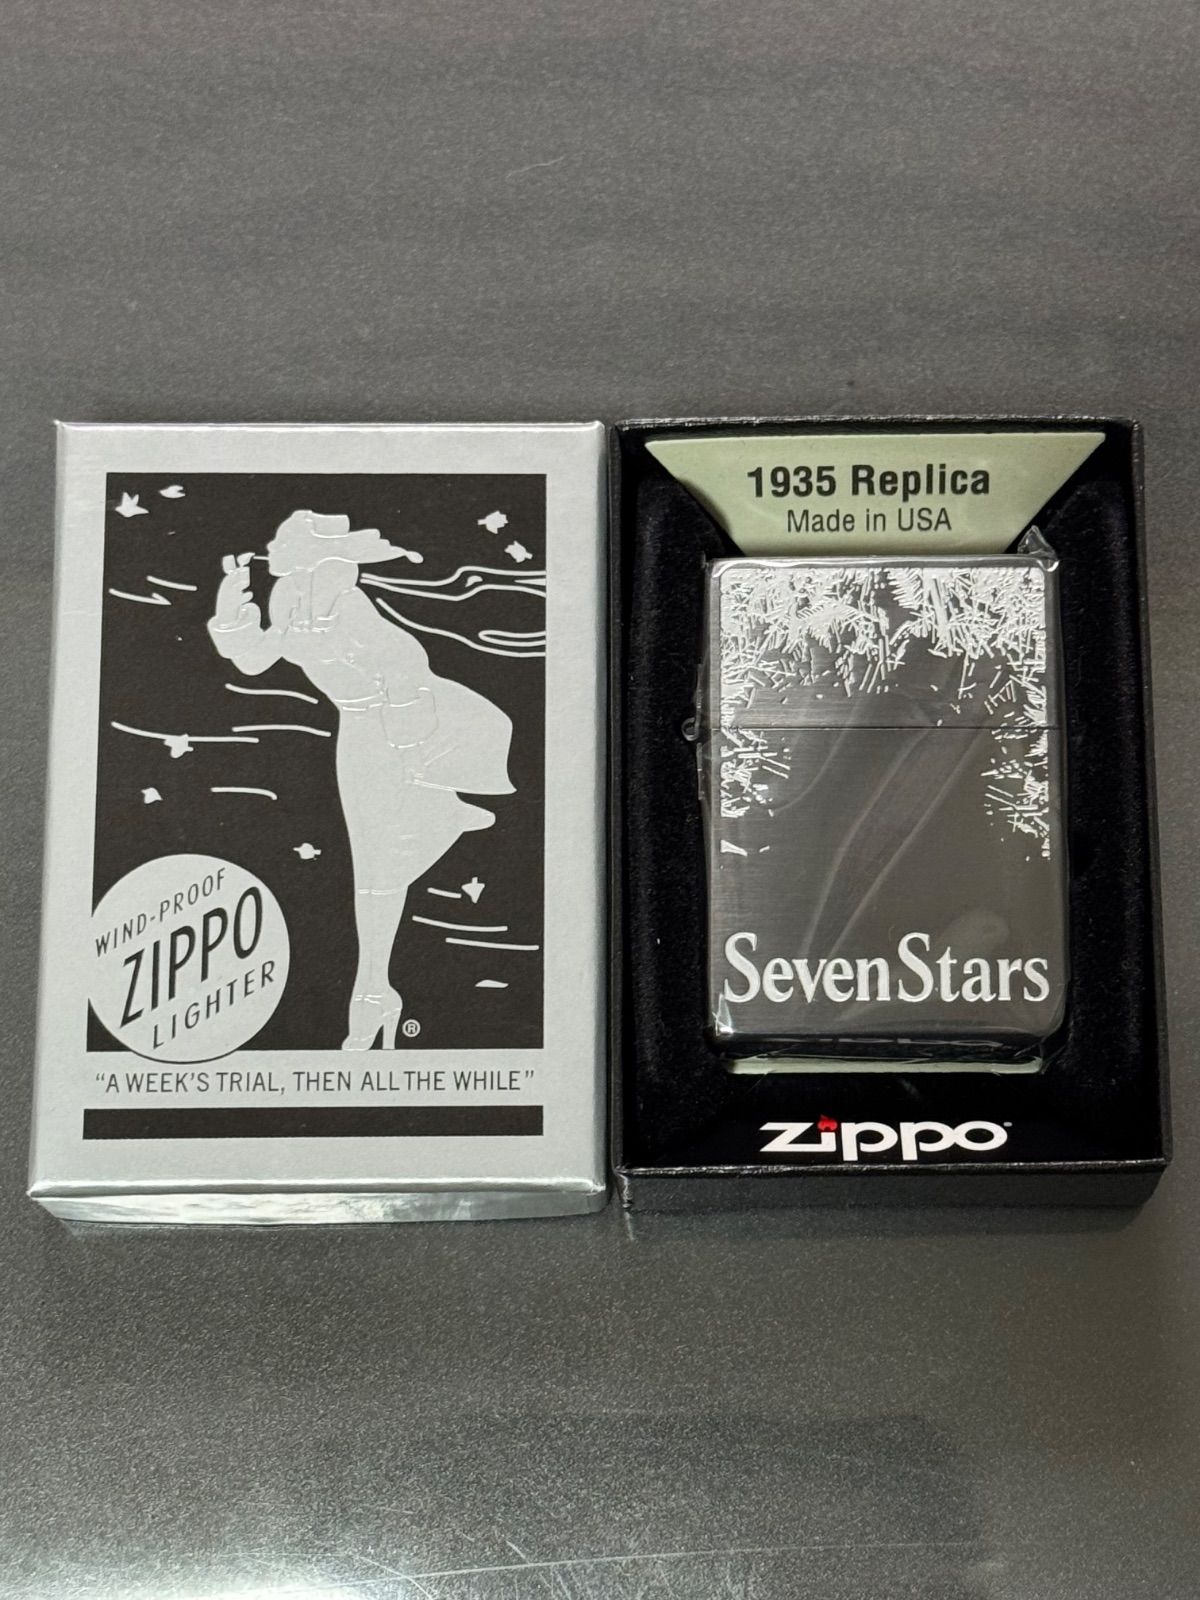 WIND-PROOF
ZIPPO
LIGHTER
®
"A WEEK'S TRIAL, THEN ALL THE WHILE"
1935 Replica
Made in USA
SevenStars
zippo